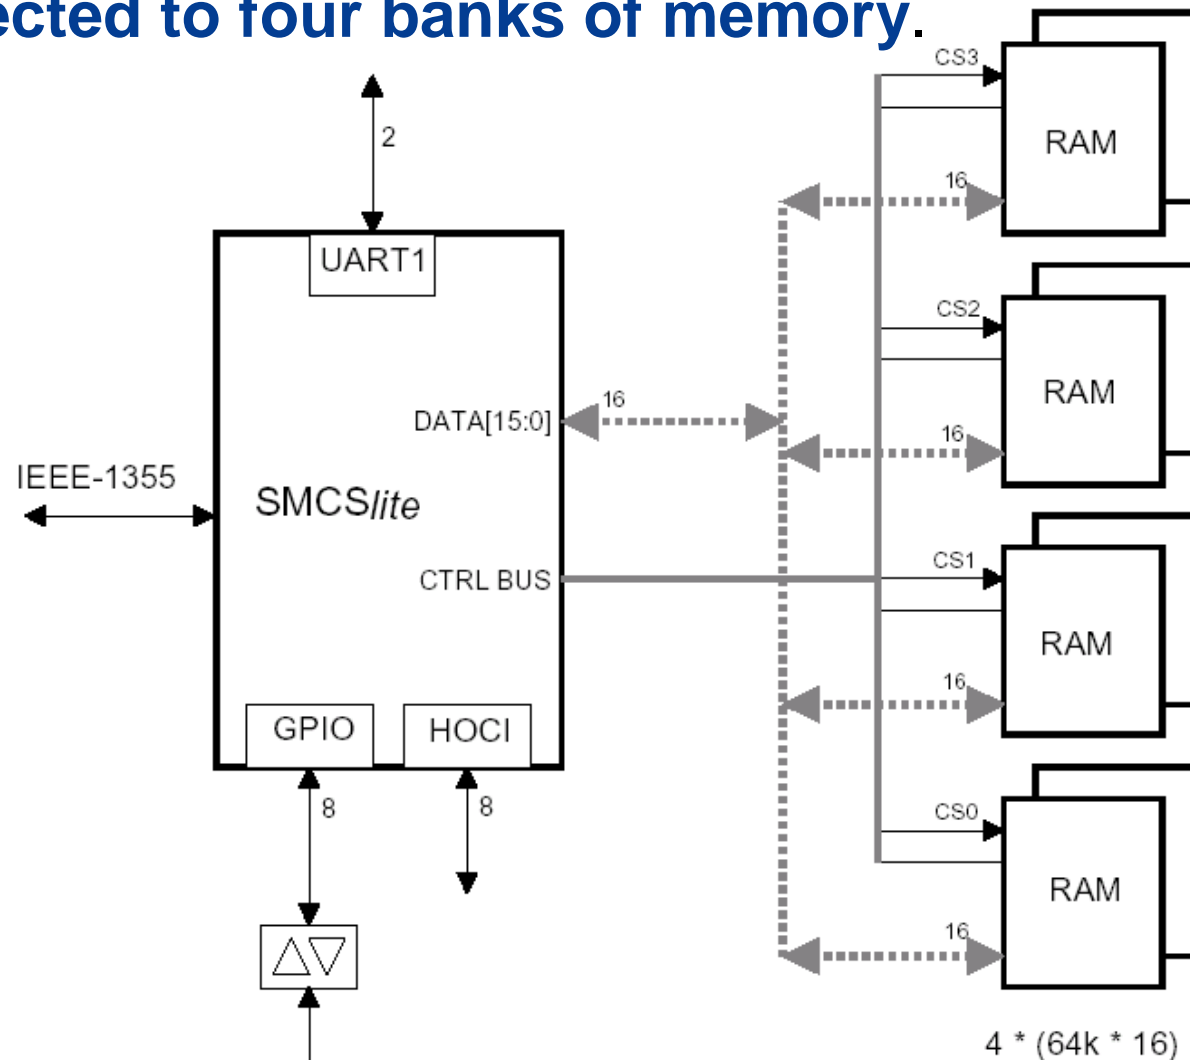 ected to four banks of memory.
CS3
2
RAM
16
UART1
CS2
RAM
16
DATA[15:0]
16
IEEE-1355
SMCSlite
CS1
CTRL BUS
RAM
16
GPIO
HOCI
8
8
CS0
RAM
16
4 * (64k * 16)